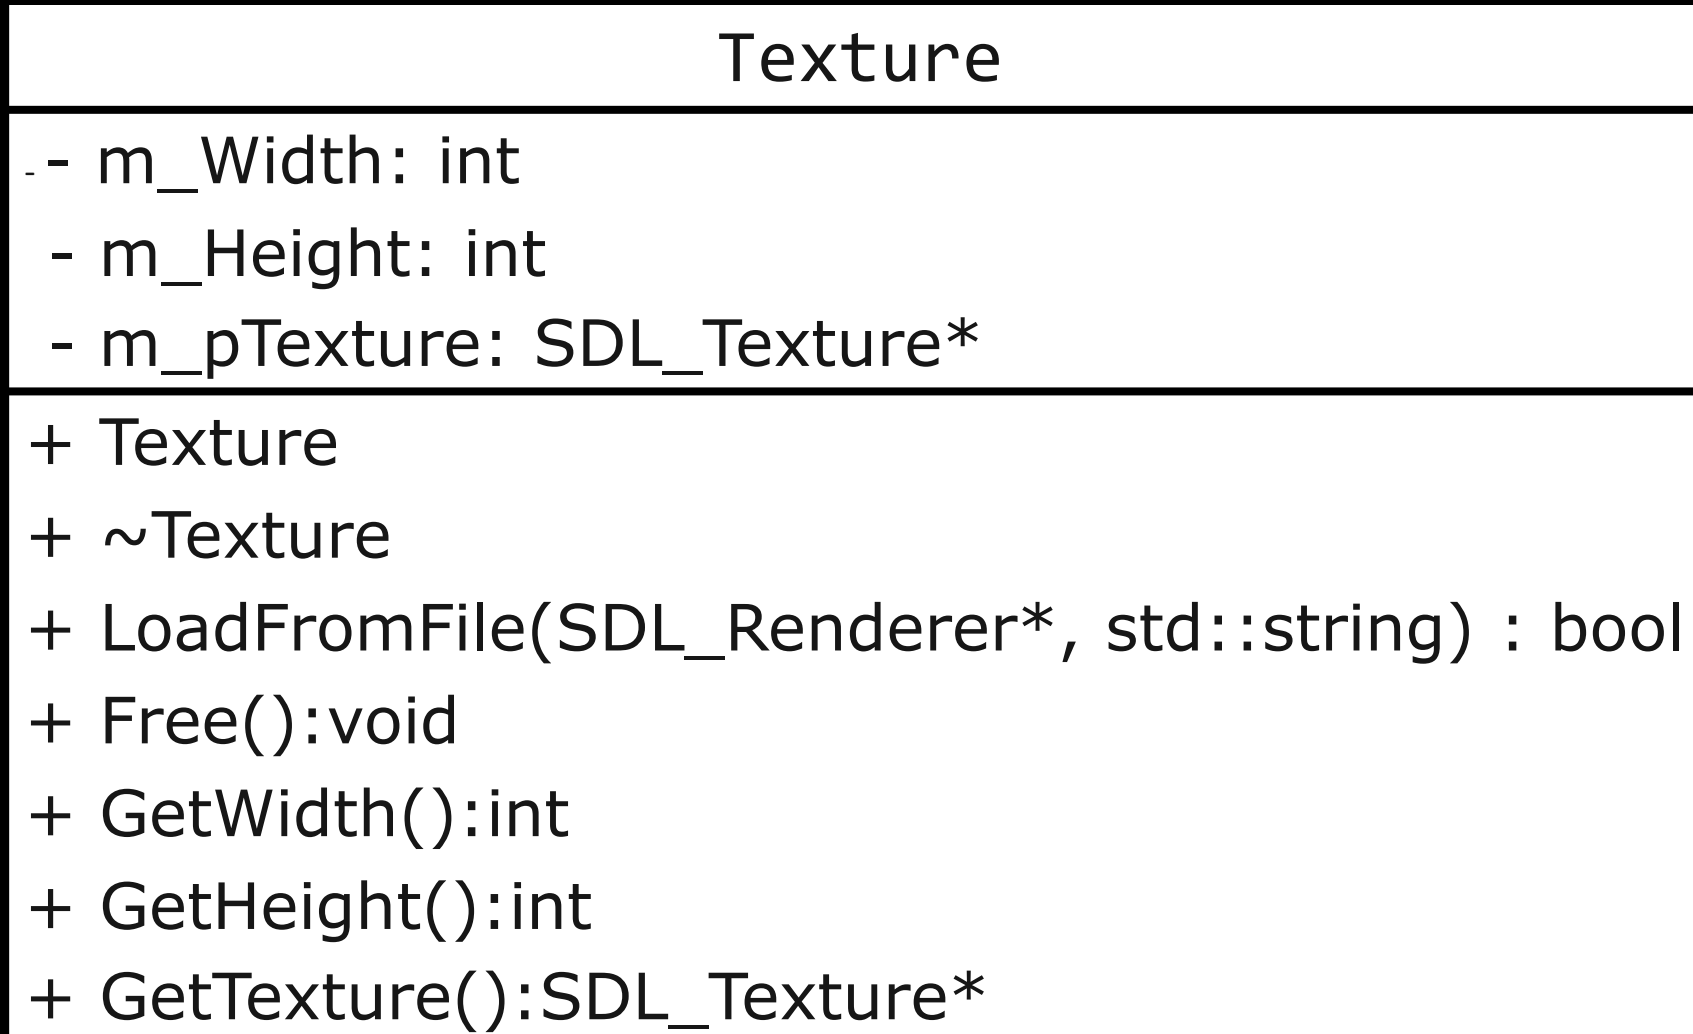 Texture
- - m_Width: int
- m_Height: int
- m_pTexture: SDL_Texture*
+ Texture
+ ~Texture
+ LoadFromFile(SDL_Renderer*, std::string) : bool
+ Free():void
+ GetWidth():int
+ GetHeight():int
+ GetTexture():SDL_Texture*